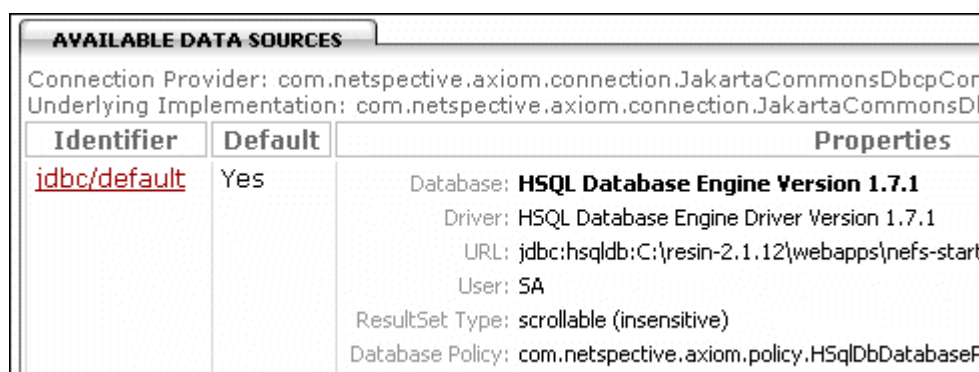 AVAILABLE DATA SOURCES
Connection Provider: com.netspective.axiom.connection.JakartaCommonsDbcpCon
Underlying Implementation: com.netspective.axiom.connection.JakartaCommonsD
Identifier Default Properties
jdbc/default Yes Database: HSQL Database Engine Version 1.7.1
Driver: HSQL Database Engine Driver Version 1.7.1
URL: jdbc:hsqldb:C:\resin-2.1.12\webapps\nefs-start
User: SA
ResultSet Type: scrollable (insensitive)
Database Policy: com.netspective.axiom.policy.HSqlDbDatabaseP